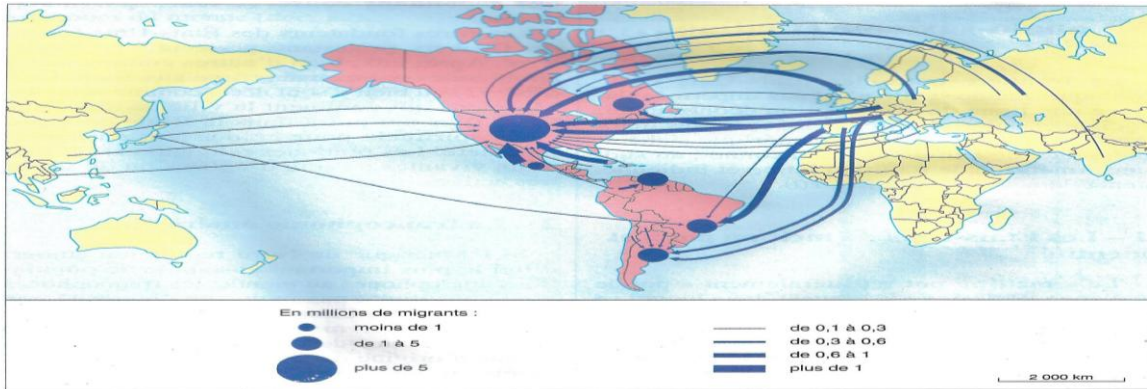 En millions de migrants :
moins de 1
de 1 à 5
plus de 5
de 0,1 à 0,3
de 0,3 à 0,6
de 0,6 à 1
plus de 1
2 000 km